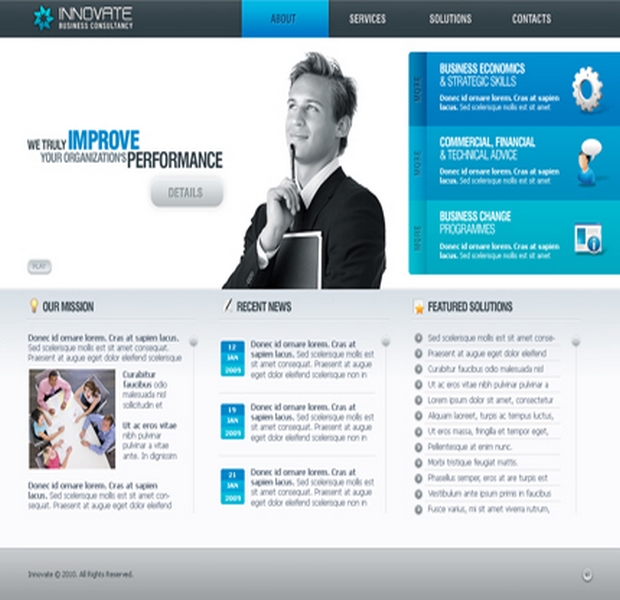 INNOVATE
BUSINESS CONSULTANCY
ABOUT
SERVICES
SOLUTIONS
CONTACTS
WE TRULY IMPROVE
YOUR ORGANIZATION'S PERFORMANCE
DETAILS
PLAY
MORE
BUSINESS ECONOMICS
& STRATEGIC SKILLS
Donec id ornare lorem. Cras at sapien
lacus. Sed scelerisque mollis est sit amet
MORE
COMMERCIAL, FINANCIAL
& TECHNICAL ADVICE
Donec id ornare lorem. Cras at sapien
lacus. Sed scelerisque mollis est sit amet
MORE
BUSINESS CHANGE
PROGRAMMES
Donec id ornare lorem. Cras at sapien
lacus. Sed scelerisque mollis est sit amet
OUR MISSION
Donec id ornare lorem. Cras at sapien lacus.
Sed scelerisque mollis est sit amet consequat.
Praesent at augue eget dolor eleifend scelerisque
Curabitur
faucibus odio
malesuada nisl
sollicitudin et
Ut ac eros vitae
nibh pulvinar
pulvinar a vitae
ante. In dignissim
Donec id ornare lorem. Cras at sapien
lacus. Sed scelerisque mollis est sit amet con-
sequat. Praesent at augue eget dolor eleifend
RECENT NEWS
12
JAN
2009
Donec id ornare lorem. Cras at
sapien lacus. Sed scelerisque mollis est
sit amet consequat. Praesent at augue
eget dolor eleifend scelerisque non in
19
JAN
2009
Donec id ornare lorem. Cras at
sapien lacus. Sed scelerisque mollis est
sit amet consequat. Praesent at augue
eget dolor eleifend scelerisque non in
21
JAN
2009
Donec id ornare lorem. Cras at
sapien lacus. Sed scelerisque mollis est
sit amet consequat. Praesent at augue
eget dolor eleifend scelerisque non in
FEATURED SOLUTIONS
Sed scelerisque mollis est sit amet conse-
Praesent at augue eget dolor eleifend
Curabitur faucibus odio malesuada nisl
Ut ac eros vitae nibh pulvinar pulvinar a
Lorem ipsum dolor sit amet, consectetur
Aliquam laoreet, turpis ac tempus luctus,
Ut eros massa, fringilla et tempor eget,
Pellentesque at enim nunc.
Morbi tristique feugiat mattis.
Phasellus semper, eros at are turpis est
Vestibulum ante ipsum primis in faucibus
Fusce varius, mi sit amet viverra rutrum,
Innovate © 2010. All Rights Reserved.